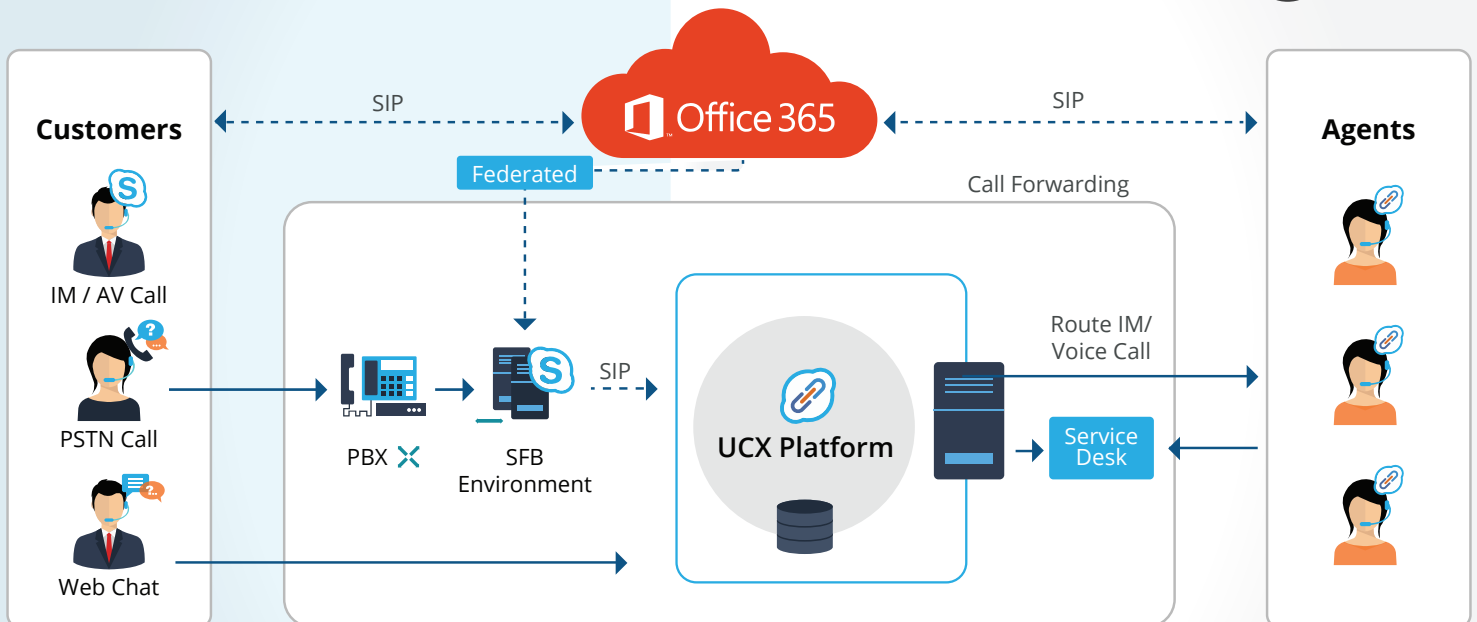 SIP
Office 365
SIP
Customers
Agents
Federated
Call Forwarding
S
IM / AV Call
Route IM/
Voice Call
?
...
S
SIP
PSTN Call
PBX
SFB
Environment
UCX Platform
Service
Desk
?..
Web Chat